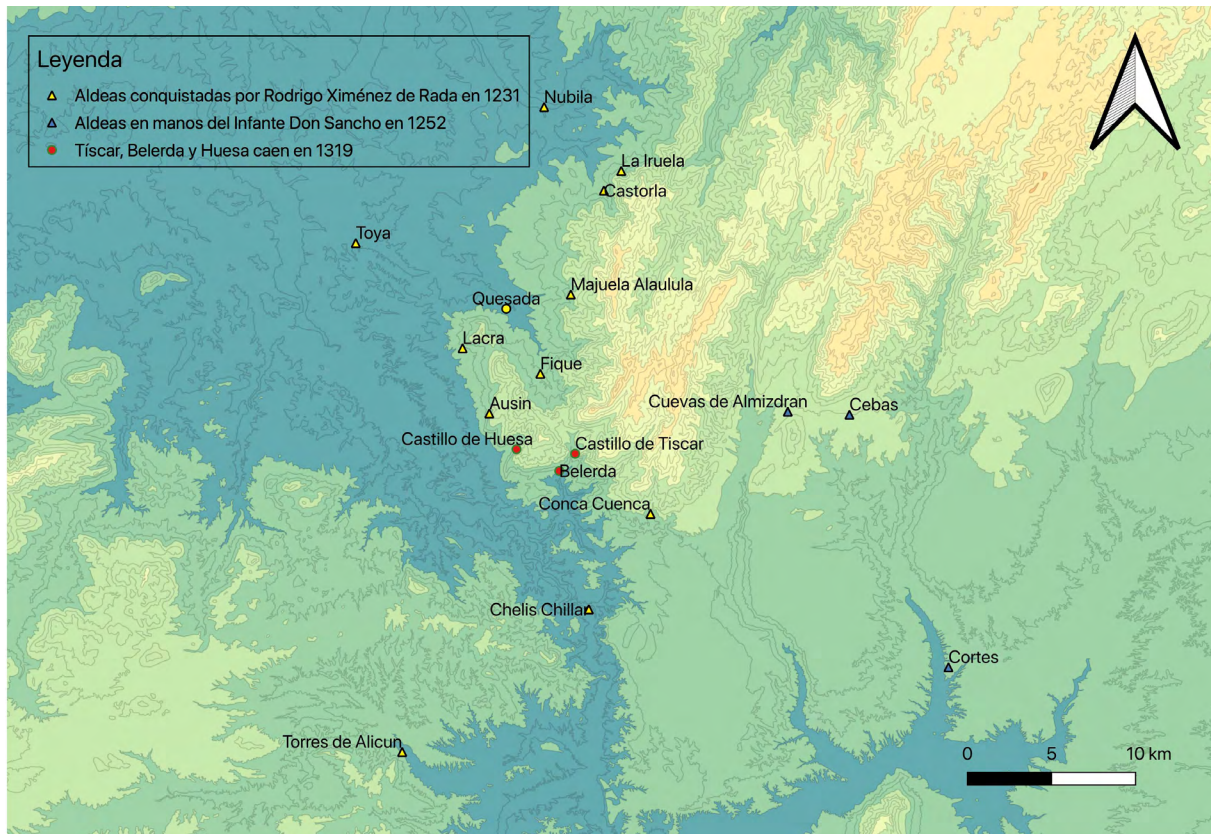 Leyenda
Aldeas conquistadas por Rodrigo Ximénez de Rada en 1231
Aldeas en manos del Infante Don Sancho en 1252
Tíscar, Belerda y Huesa caen en 1319
Nubila
La Iruela
Castorla
Toya
Majuela Alaulula
Quesada
Lacra
Fique
Ausin
Cuevas de Almizdran
Cebas
Castillo de Huesa
Castillo de Tiscar
Belerda
Conca Cuenca
Chelis Chillar
Cortes
Torres de Alicun
0 5 10 km